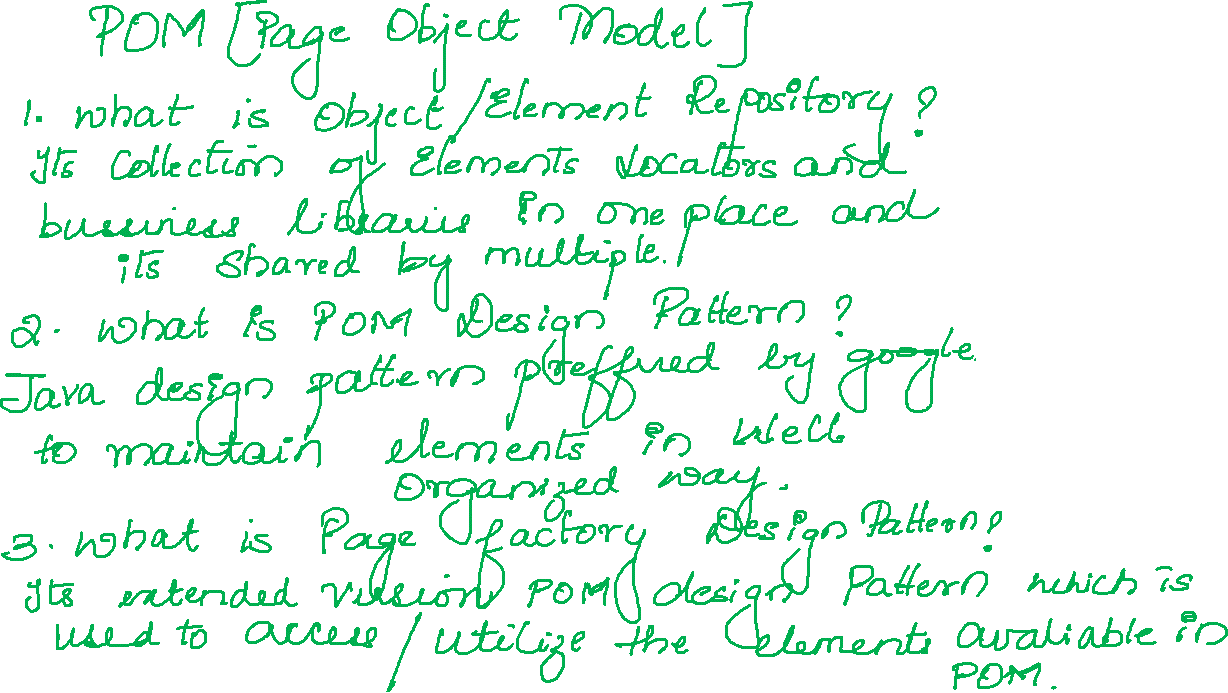 POM [Page Object Model]
1. what is Object/Element Repository?
Its Collection of Elements Locators and
bussiness libraries in one place and
its shared by multiple.
2. what is POM Design Pattern?
Java design pattern preffured by google
to maintain elements in well
organized way.
3. what is Page factory Design Pattern?
Its extended version POM design Pattern which is
used to access/utilize the elements avaliable in
POM.